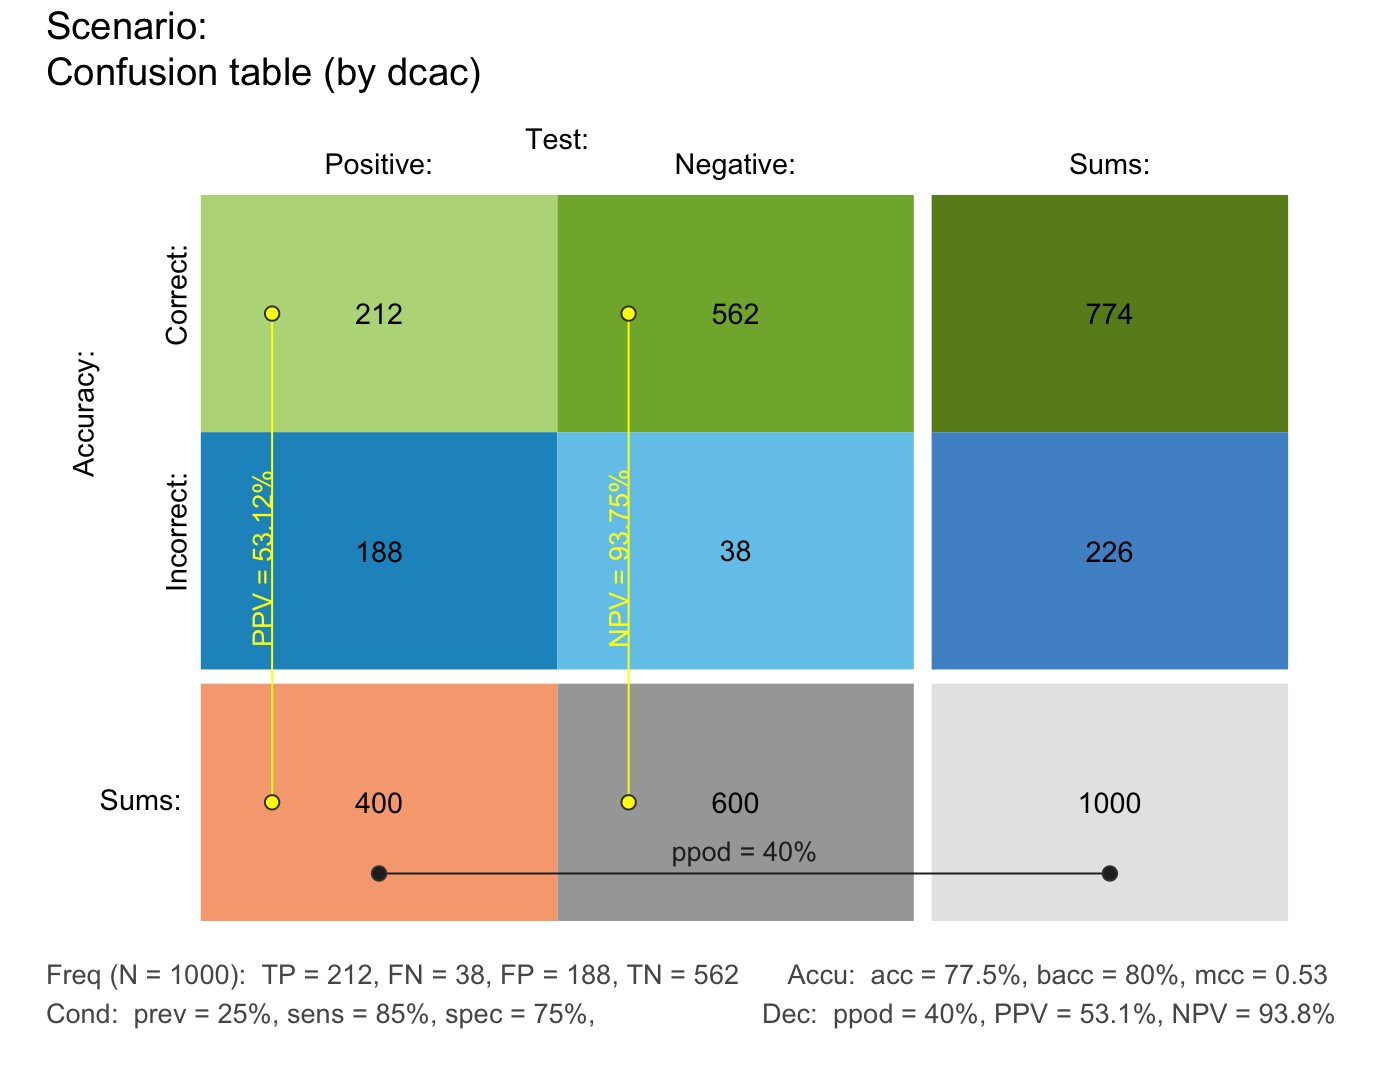 Scenario:
Confusion table (by dcac)
Test:
Positive: Negative: Sums:
Accuracy:
Correct:
212 562 774
Incorrect:
PPV = 53.12%
188
NPV = 93.75%
38 226
Sums:
400 600 1000
ppod = 40%
Freq (N = 1000): TP = 212, FN = 38, FP = 188, TN = 562 Accu: acc = 77.5%, bacc = 80%, mcc = 0.53
Cond: prev = 25%, sens = 85%, spec = 75%, Dec: ppod = 40%, PPV = 53.1%, NPV = 93.8%